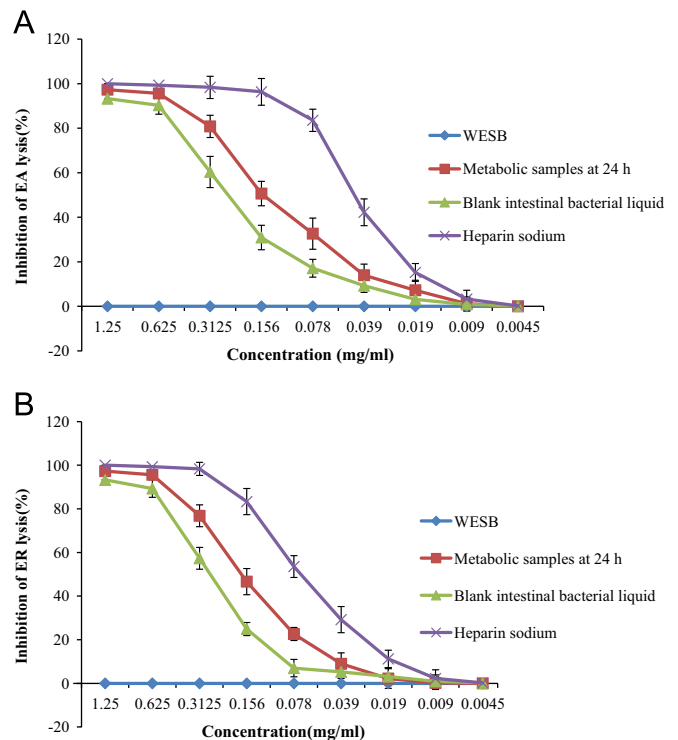 A
120
100
80
60
40
20
0
-20
Inhibition of EA lysis(%)
1.25 0.625 0.3125 0.156 0.078 0.039 0.019 0.009 0.0045
Concentration (mg/ml)
WESB
Metabolic samples at 24 h
Blank intestinal bacterial liquid
Heparin sodium
B
120
100
80
60
40
20
0
-20
Inhibition of ER lysis(%)
1.25 0.625 0.3125 0.156 0.078 0.039 0.019 0.009 0.0045
Concentration(mg/ml)
WESB
Metabolic samples at 24 h
Blank intestinal bacterial liquid
Heparin sodium